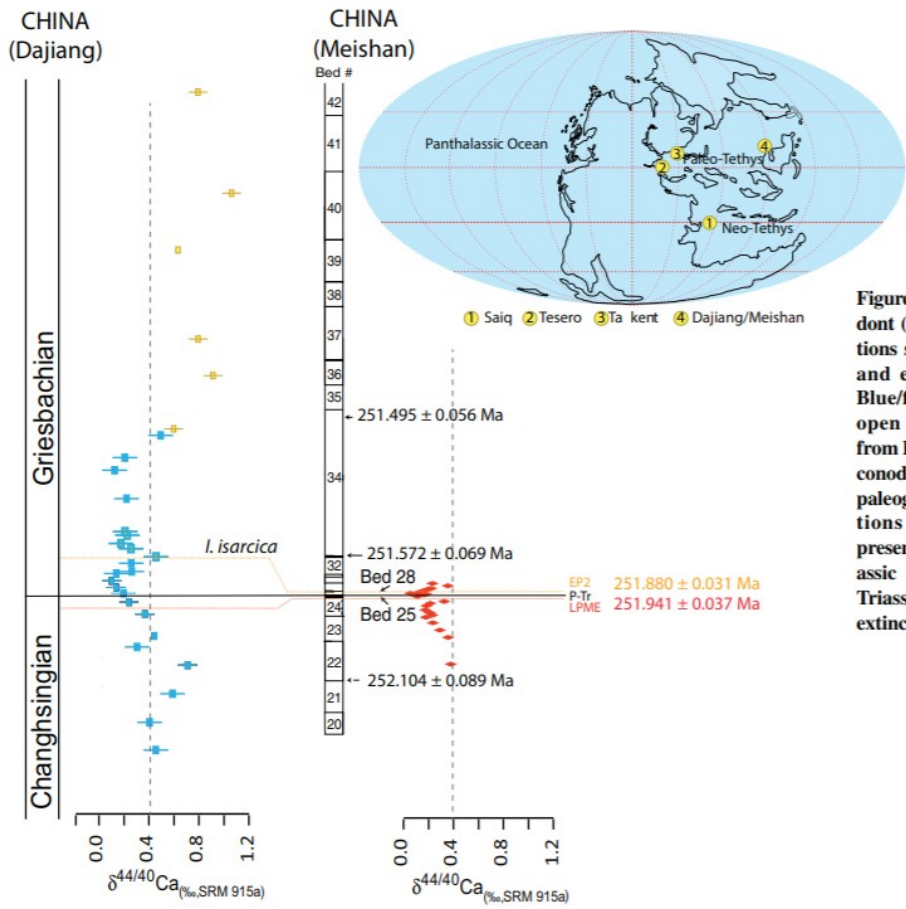 CHINA
(Dajiang)
CHINA
(Meishan)
Bed #
42
41
40
39
38
37
36
35
34
32
24
23
22
21
20
Griesbachian
Changhsingian
I. isarcica
Bed 28
Bed 25
251.495 ± 0.056 Ma
251.572 ± 0.069 Ma
EP2 251.880 ± 0.031 Ma
P-Tr
LPME 251.941 ± 0.037 Ma
252.104 ± 0.089 Ma
0.0 0.4 0.8 1.2
δ44/40Ca(‰,SRM 915a)
0.0 0.4 0.8 1.2
δ44/40Ca(‰,SRM 915a)
Panthalassic Ocean
Paleo-Tethys
Neo-Tethys
1
2
3
4
1 Saiq 2 Tesero 3 Ta kent 4 Dajiang/Meishan
Figure
dont (
tions s
and e
Blue/f
open
from I
conod
paleog
tions
presen
assic
Triass
extinc